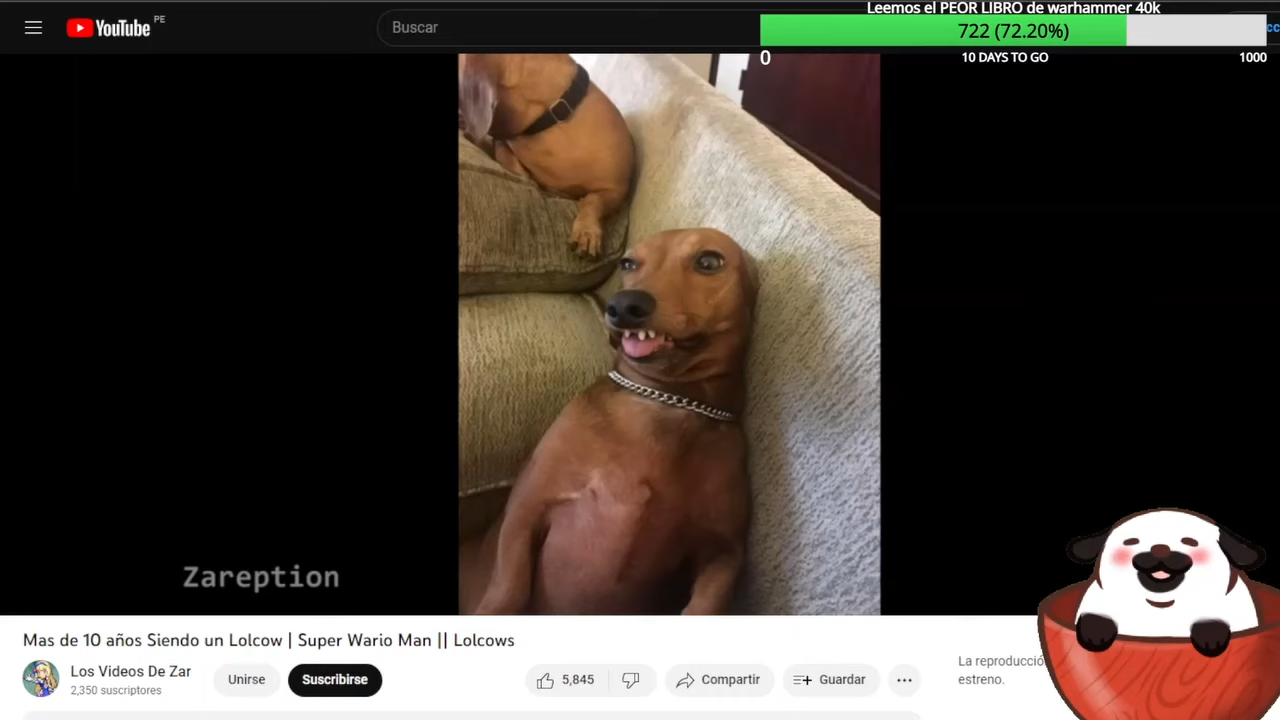 Leemos el PEOR LIBRO de warhammer 40k
YouTube PE
Buscar
722 (72.20%)
0
10 DAYS TO GO
1000
Zareption
Mas de 10 años Siendo un Lolcow | Super Wario Man || Lolcows
Los Videos De Zar
2,350 suscriptores
Unirse
Suscribirse
5,845
Compartir
Guardar
La reproducció
estreno.